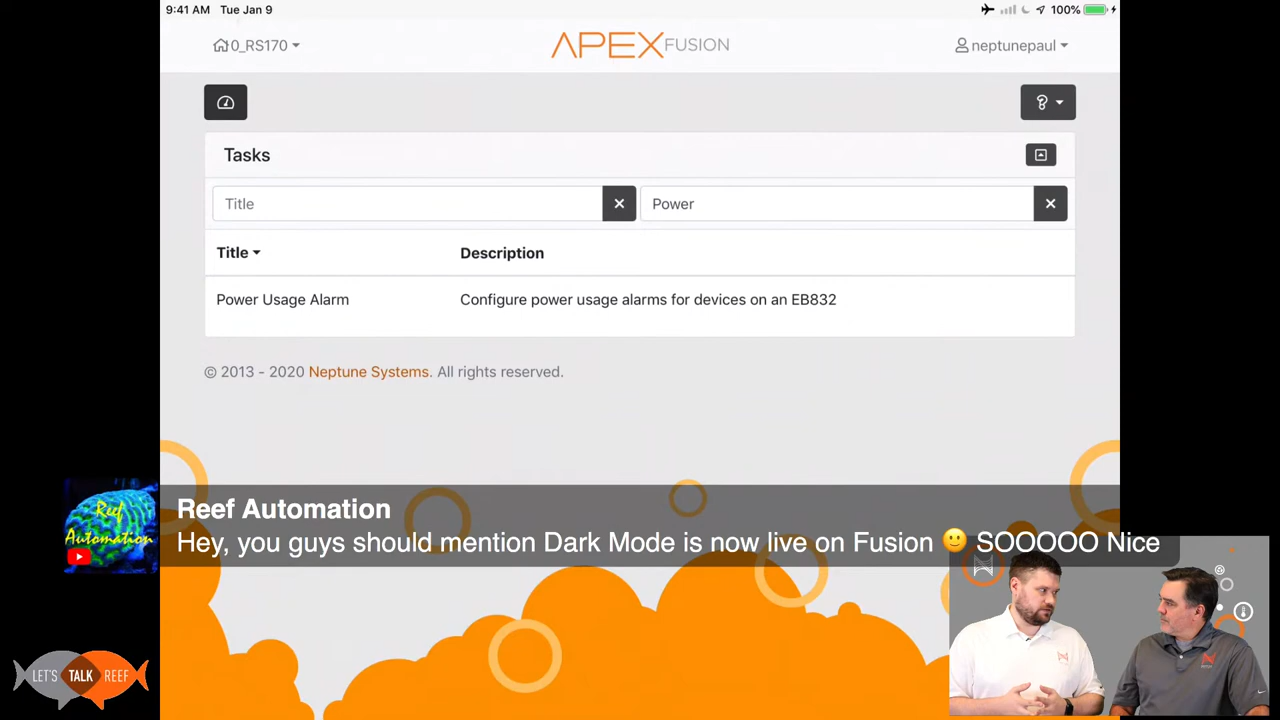 9:41 AM Tue Jan 9
100%
0_RS170
APEX FUSION
neptunepaul
Tasks
Title
Power
Title
Description
Power Usage Alarm
Configure power usage alarms for devices on an EB832
© 2013 - 2020 Neptune Systems. All rights reserved.
Reef Automation
Reef Automation
Hey, you guys should mention Dark Mode is now live on Fusion 🙂 SOOOOO Nice
LET'S TALK REEF